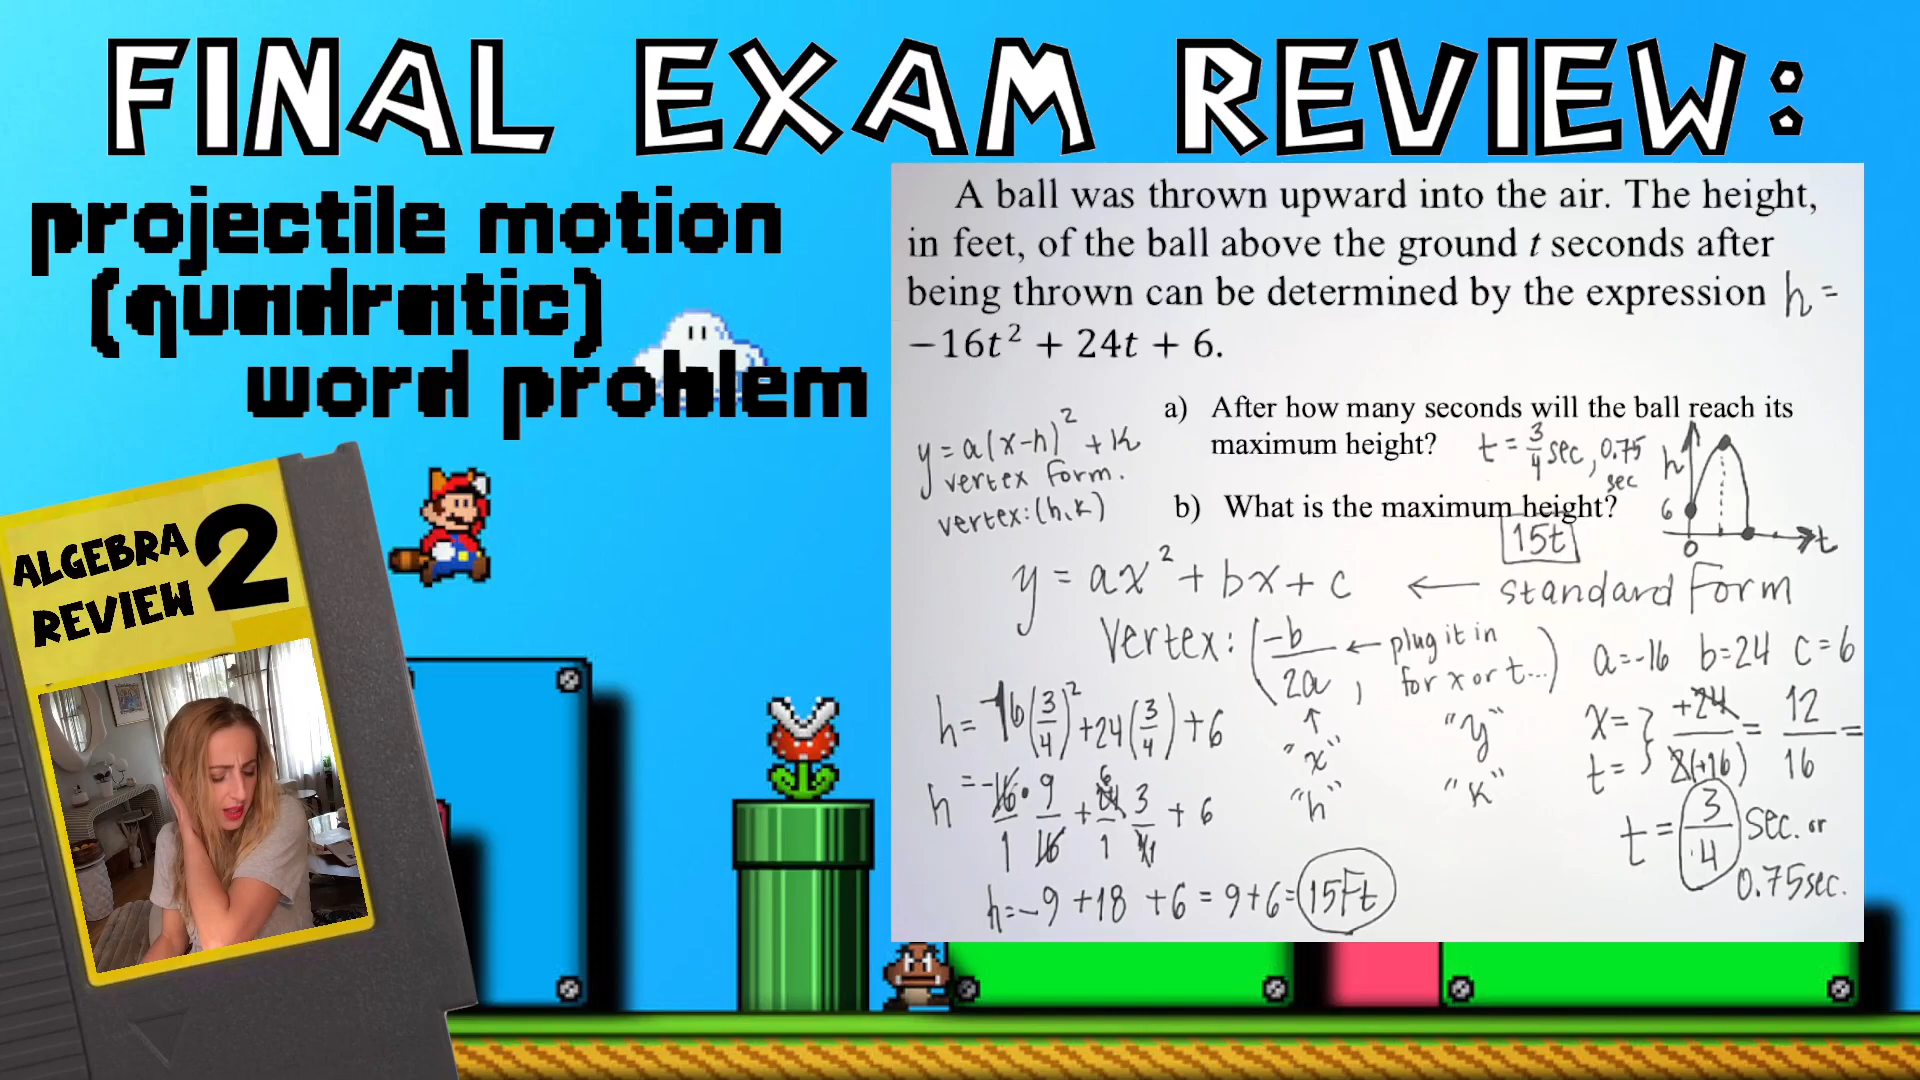 FINAL EXAM REVIEW:
projectile motion
(quadratic)
word problem
ALGEBRA 2
REVIEW
A ball was thrown upward into the air. The height,
in feet, of the ball above the ground t seconds after
being thrown can be determined by the expression h =
−16t² + 24t + 6.
a) After how many seconds will the ball reach its
maximum height? t = 3/4 sec, 0.75 sec
b) What is the maximum height?
15t
h
6
0
t
y = a(x-h)² + k
vertex form.
vertex: (h,k)
y = ax² + bx + c ← standard form
vertex: (-b/2a ← plug it in for x or t...)
↑
"x" "y"
"h" "k"
a=-16 b=24 c=6
x= } +24/2(+16) = 12/16 =
t=
t = 3/4 sec. or
0.75sec.
h = -16(3/4)² + 24(3/4) + 6
h = -16/1 · 9/16 + 24/1 3/4 + 6
6
1
h = -9 + 18 + 6 = 9+6 = 15Ft